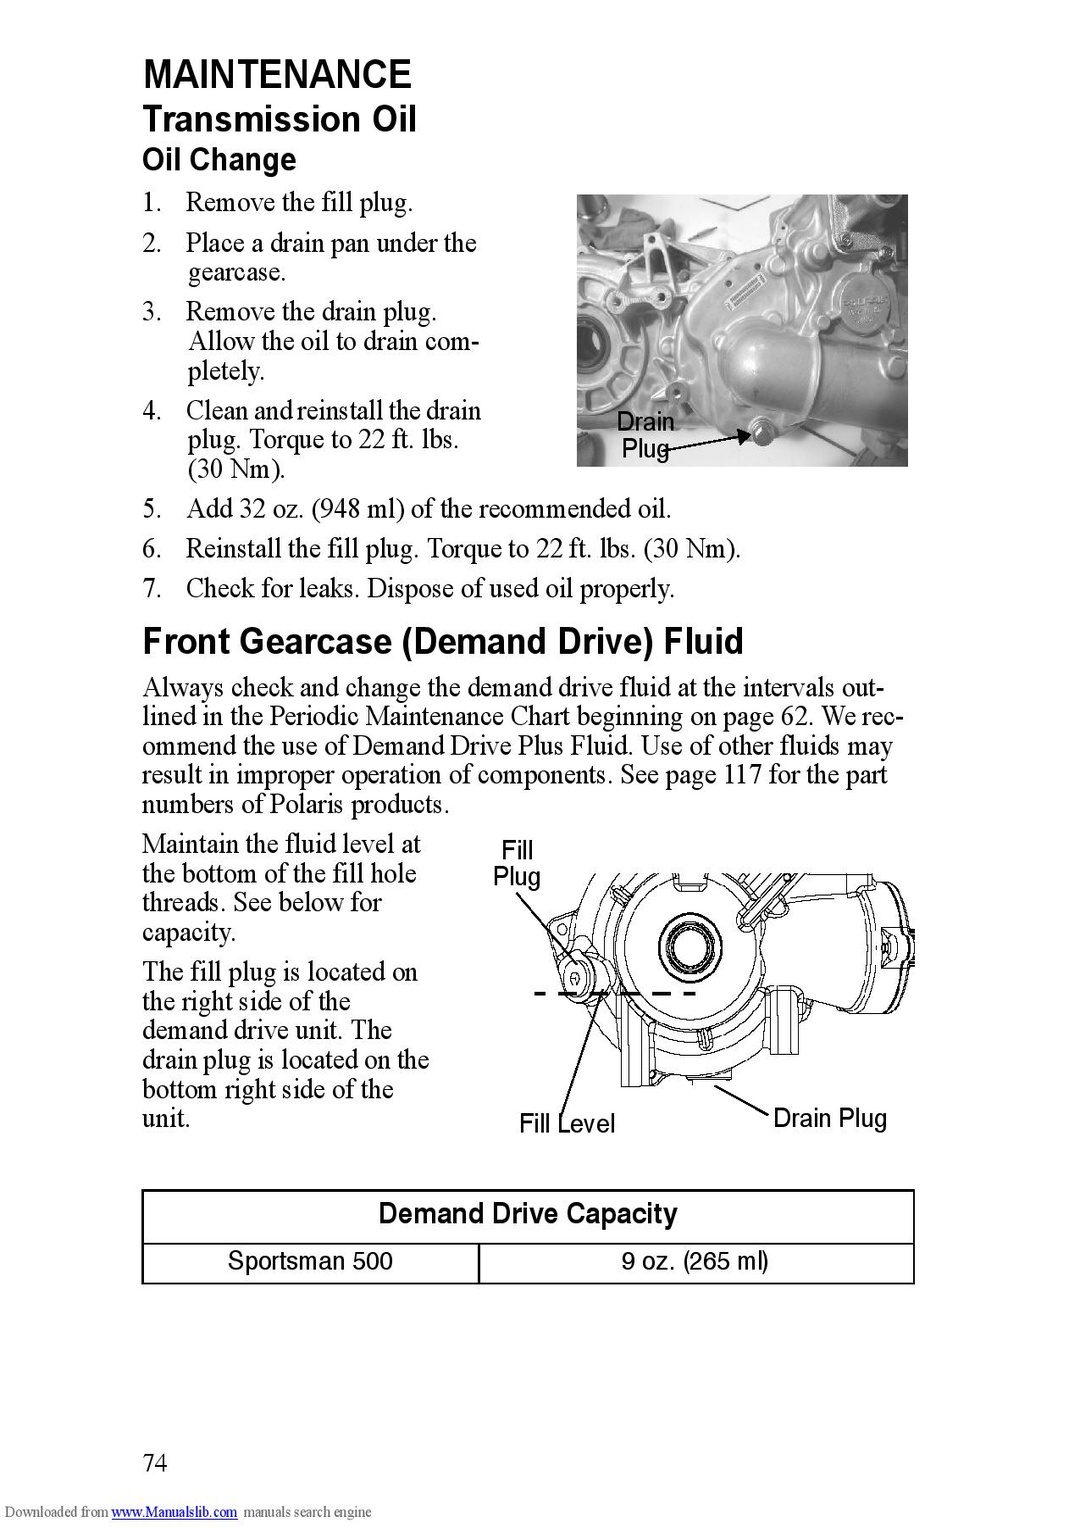 MAINTENANCE
Transmission Oil
Oil Change
1. Remove the fill plug.
2. Place a drain pan under the
gearcase.
3. Remove the drain plug.
Allow the oil to drain com-
pletely.
4. Clean and reinstall the drain
plug. Torque to 22 ft. lbs.
(30 Nm).
POLARIS
Drain
Plug
5. Add 32 oz. (948 ml) of the recommended oil.
6. Reinstall the fill plug. Torque to 22 ft. lbs. (30 Nm).
7. Check for leaks. Dispose of used oil properly.
Front Gearcase (Demand Drive) Fluid
Always check and change the demand drive fluid at the intervals out-
lined in the Periodic Maintenance Chart beginning on page 62. We rec-
ommend the use of Demand Drive Plus Fluid. Use of other fluids may
result in improper operation of components. See page 117 for the part
numbers of Polaris products.
Maintain the fluid level at
the bottom of the fill hole
threads. See below for
capacity.
The fill plug is located on
the right side of the
demand drive unit. The
drain plug is located on the
bottom right side of the
unit.
Fill
Plug
Fill Level
Drain Plug
Demand Drive Capacity
Sportsman 500 9 oz. (265 ml)
74
Downloaded from www.Manualslib.com manuals search engine